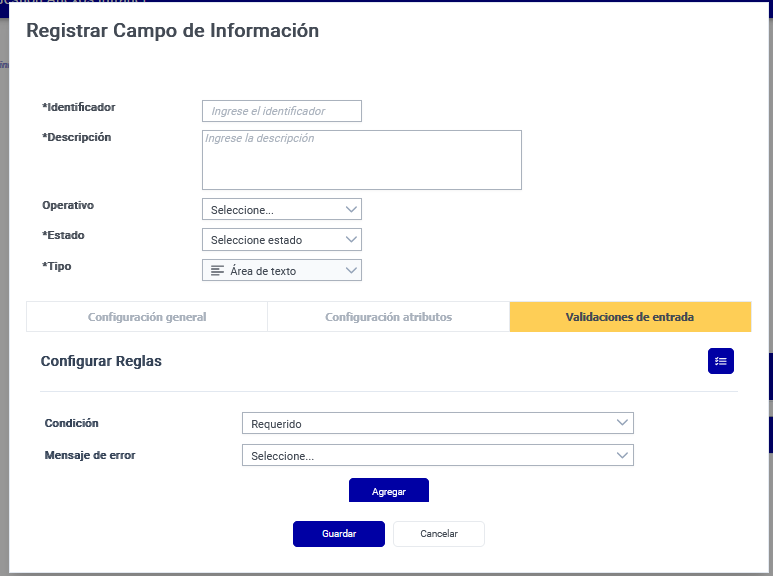 Registrar Campo de Información
*Identificador
Ingrese el identificador
*Descripción
Ingrese la descripción
Operativo
Seleccione...
*Estado
Seleccione estado
*Tipo
Área de texto
Configuración general
Configuración atributos
Validaciones de entrada
Configurar Reglas
Condición
Requerido
Mensaje de error
Seleccione...
Agregar
Guardar
Cancelar